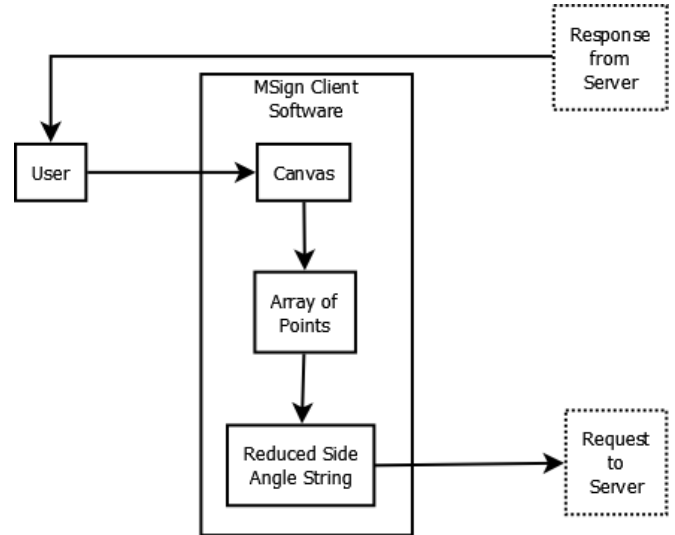 Response
from
Server
MSign Client
Software
User
Canvas
Array of
Points
Reduced Side
Angle String
Request
to
Server